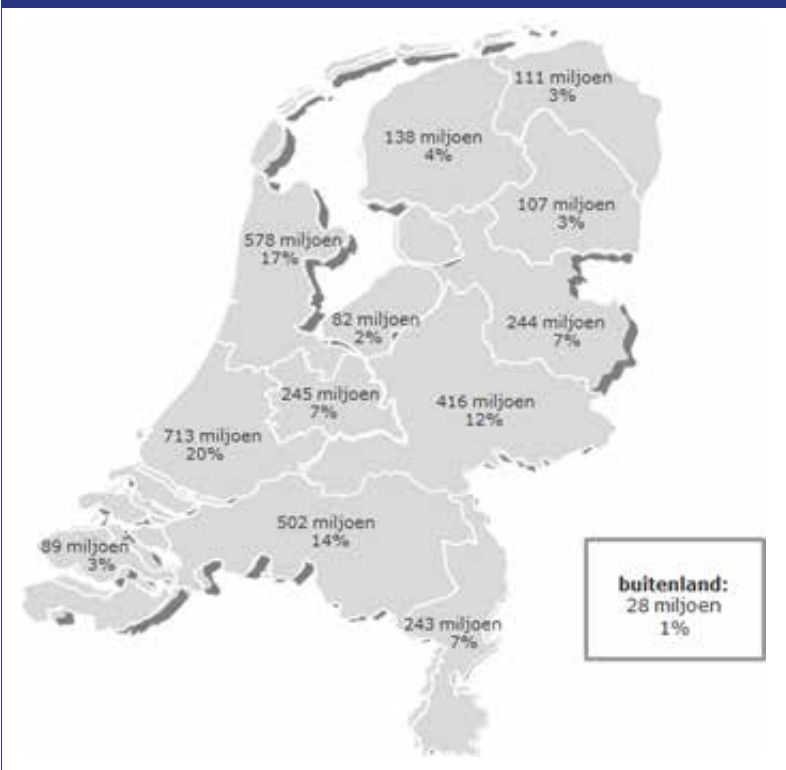 111 miljoen
3%
138 miljoen
4%
107 miljoen
3%
578 miljoen
17%
82 miljoen
2%
244 miljoen
7%
245 miljoen
7%
416 miljoen
12%
713 miljoen
20%
502 miljoen
14%
89 miljoen
3%
buitenland:
28 miljoen
1%
243 miljoen
7%